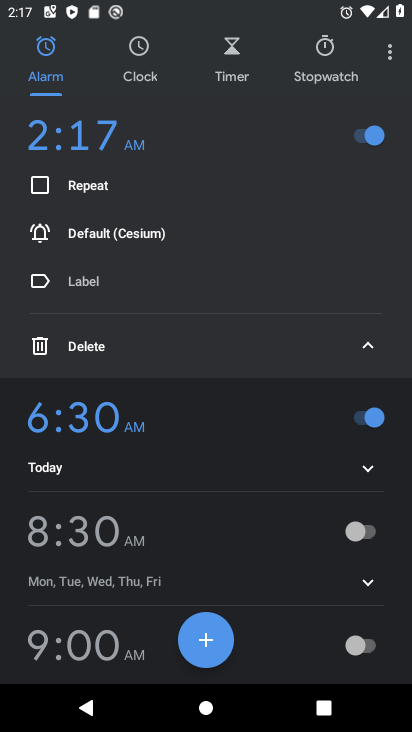 2:17
Alarm
Clock
Timer
Stopwatch
2:17 AM
Repeat
Default (Cesium)
Label
Delete
6:30 AM
Today
8:30 AM
Mon, Tue, Wed, Thu, Fri
9:00 AM